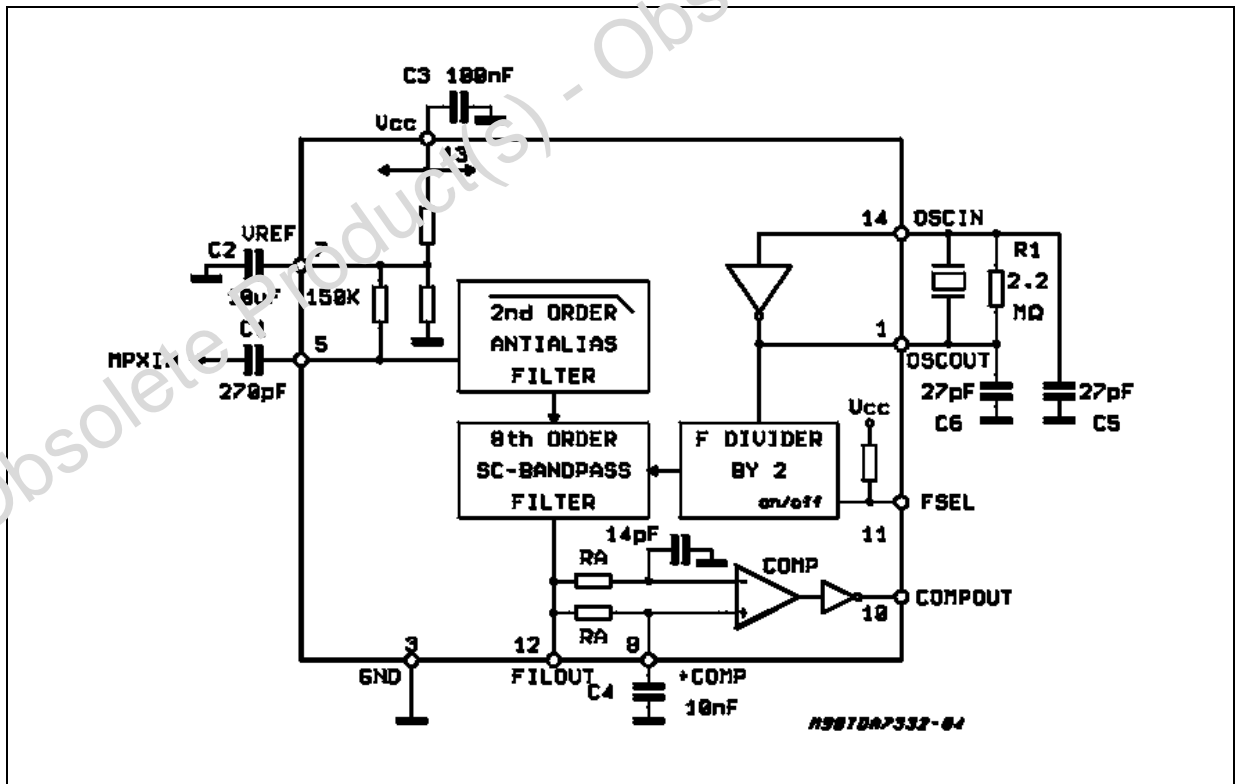 Obsolete Product(s) - Obs
C3 100nF
Vcc
13
14 OSCIN
C2
VREF
R1
2.2
MΩ
10uF
150K
C1
2nd ORDER
ANTIALIAS
FILTER
5
1
OSCOUT
270pF
27pF
C6
27pF
C5
Vcc
8th ORDER
SC-BANDPASS
FILTER
F DIVIDER
BY 2
on/off
FSEL
11
14pF
RA
COMP
-
+
COMPOUT
10
RA
3
12
8
GND
FILOUT
C4
+COMP
10nF